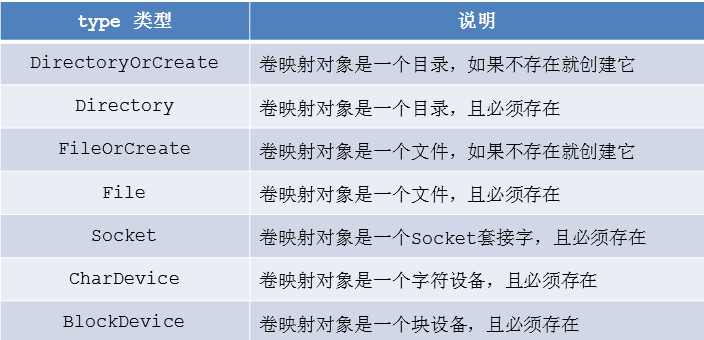 type 类型 说明
DirectoryOrCreate 卷映射对象是一个目录，如果不存在就创建它
Directory 卷映射对象是一个目录，且必须存在
FileOrCreate 卷映射对象是一个文件，如果不存在就创建它
File 卷映射对象是一个文件，且必须存在
Socket 卷映射对象是一个Socket套接字，且必须存在
CharDevice 卷映射对象是一个字符设备，且必须存在
BlockDevice 卷映射对象是一个块设备，且必须存在